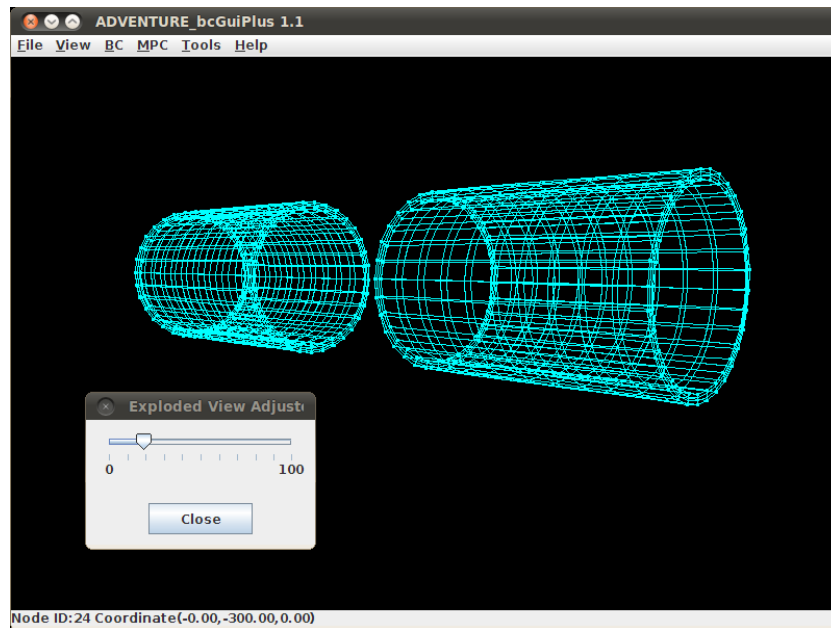 ADVENTURE_bcGuiPlus 1.1
File View BC MPC Tools Help
Exploded View Adjuste
0 100
Close
Node ID:24 Coordinate(-0.00,-300.00,0.00)